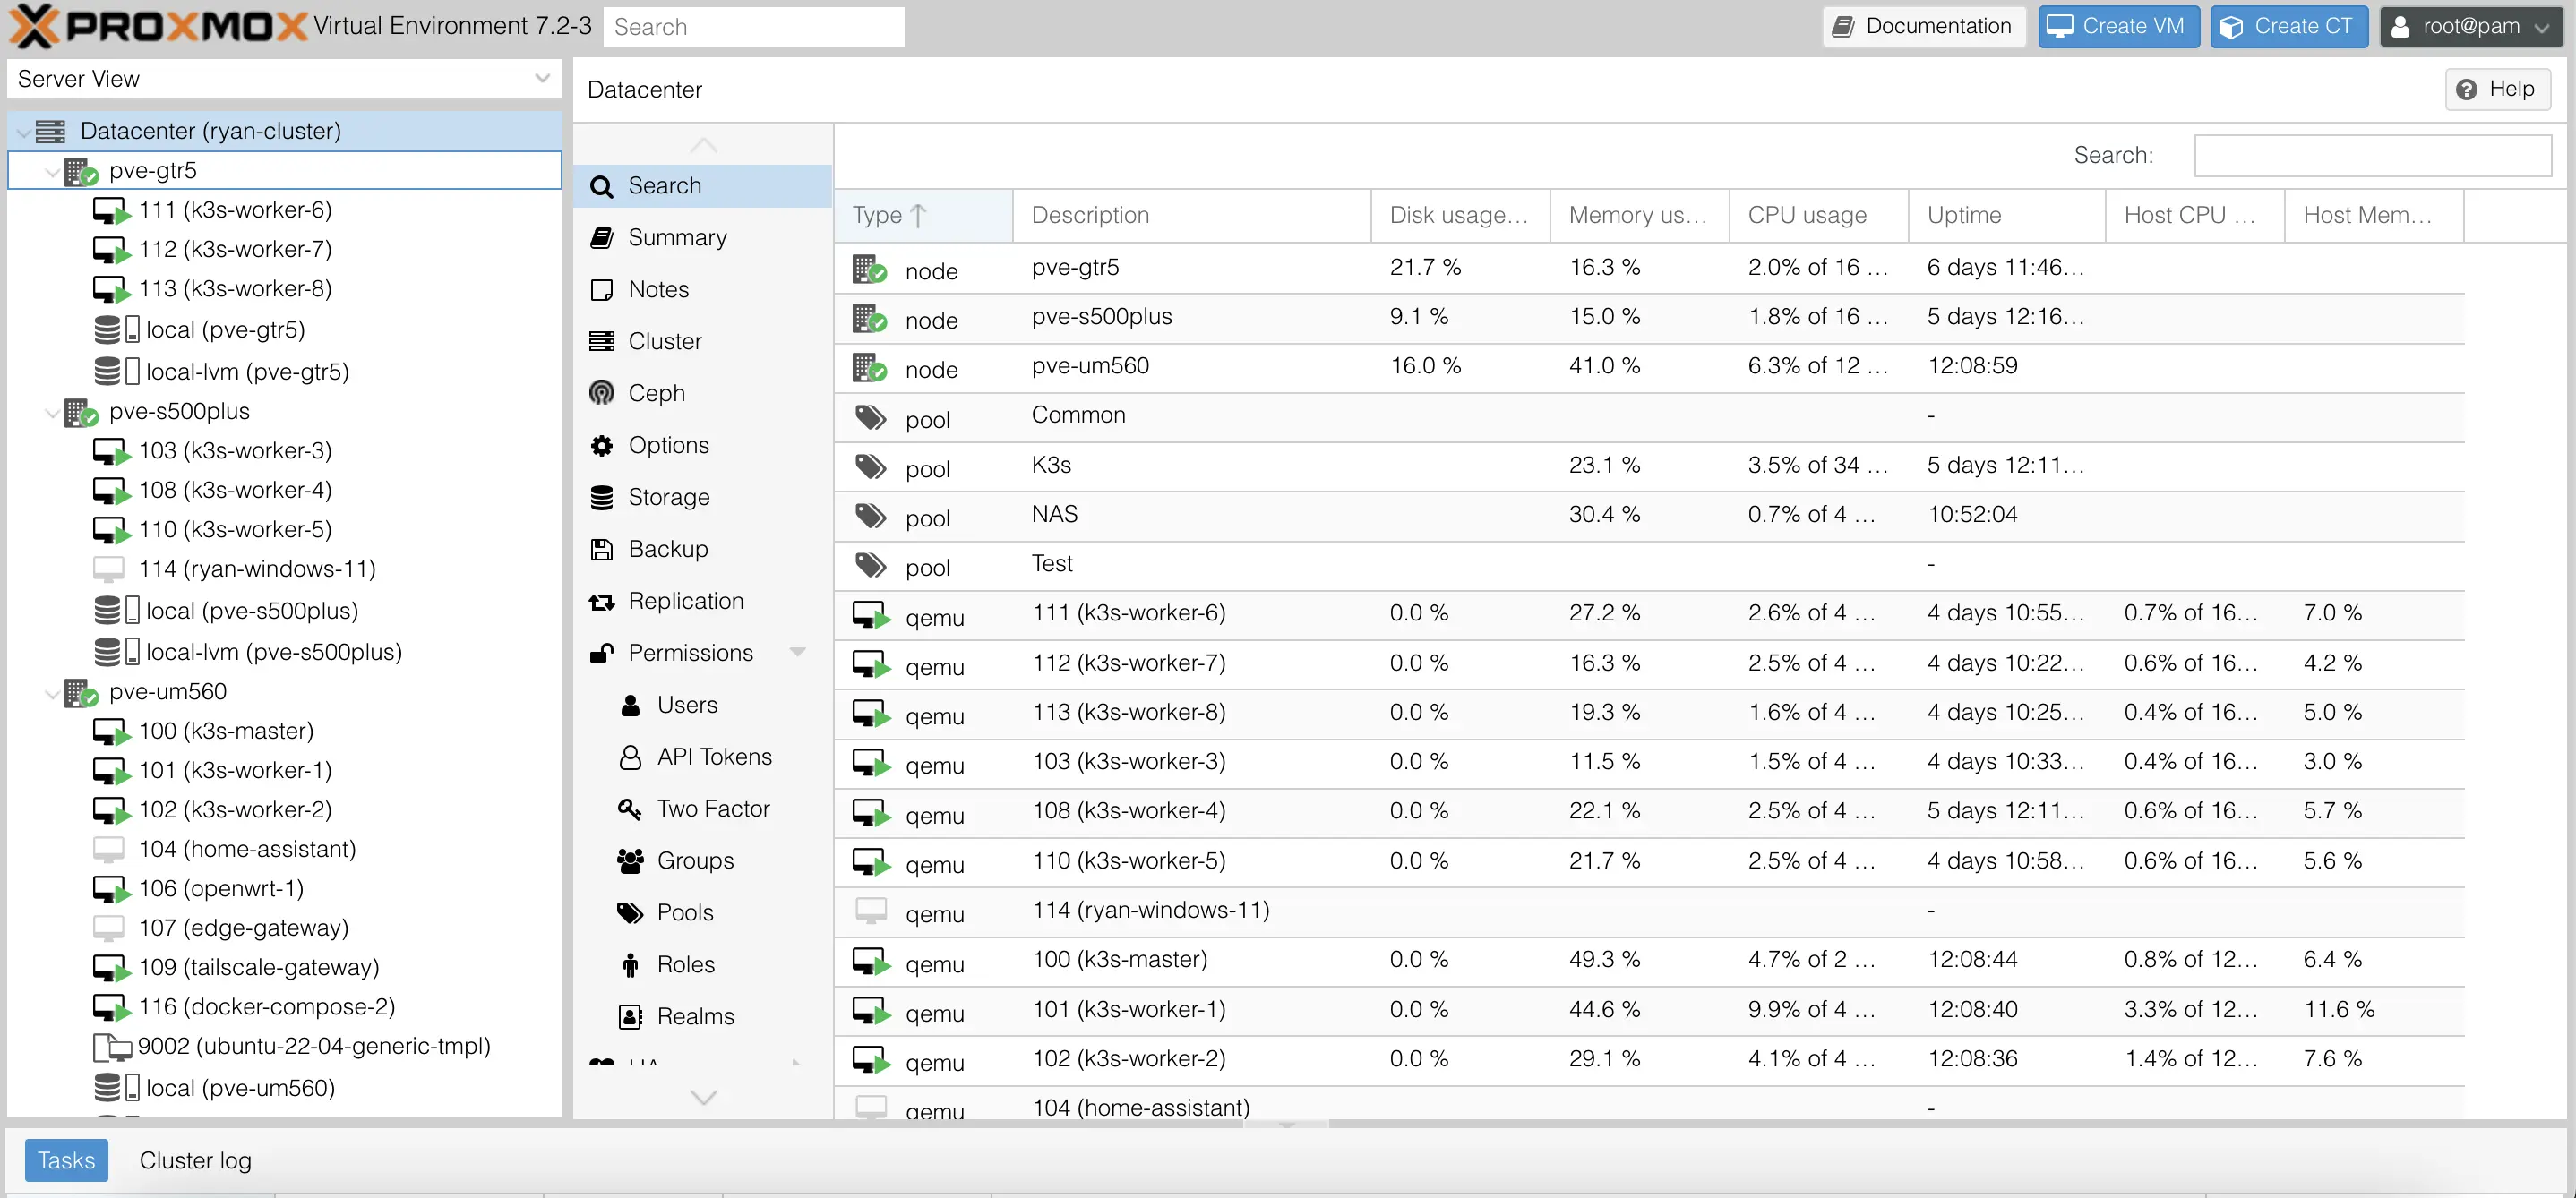 PROXMOX Virtual Environment 7.2-3 Search Documentation Create VM Create CT root@pam
Server View
Datacenter (ryan-cluster)
pve-gtr5
111 (k3s-worker-6)
112 (k3s-worker-7)
113 (k3s-worker-8)
local (pve-gtr5)
local-lvm (pve-gtr5)
pve-s500plus
103 (k3s-worker-3)
108 (k3s-worker-4)
110 (k3s-worker-5)
114 (ryan-windows-11)
local (pve-s500plus)
local-lvm (pve-s500plus)
pve-um560
100 (k3s-master)
101 (k3s-worker-1)
102 (k3s-worker-2)
104 (home-assistant)
106 (openwrt-1)
107 (edge-gateway)
109 (tailscale-gateway)
116 (docker-compose-2)
9002 (ubuntu-22-04-generic-tmpl)
local (pve-um560)
Datacenter Help
Search
Summary
Notes
Cluster
Ceph
Options
Storage
Backup
Replication
Permissions
Users
API Tokens
Two Factor
Groups
Pools
Roles
Realms
Search:
Type Description Disk usage... Memory us... CPU usage Uptime Host CPU ... Host Mem...
node pve-gtr5 21.7 % 16.3 % 2.0% of 16 ... 6 days 11:46...
node pve-s500plus 9.1 % 15.0 % 1.8% of 16 ... 5 days 12:16...
node pve-um560 16.0 % 41.0 % 6.3% of 12 ... 12:08:59
pool Common -
pool K3s 23.1 % 3.5% of 34 ... 5 days 12:11...
pool NAS 30.4 % 0.7% of 4 ... 10:52:04
pool Test -
qemu 111 (k3s-worker-6) 0.0 % 27.2 % 2.6% of 4 ... 4 days 10:55... 0.7% of 16... 7.0 %
qemu 112 (k3s-worker-7) 0.0 % 16.3 % 2.5% of 4 ... 4 days 10:22... 0.6% of 16... 4.2 %
qemu 113 (k3s-worker-8) 0.0 % 19.3 % 1.6% of 4 ... 4 days 10:25... 0.4% of 16... 5.0 %
qemu 103 (k3s-worker-3) 0.0 % 11.5 % 1.5% of 4 ... 4 days 10:33... 0.4% of 16... 3.0 %
qemu 108 (k3s-worker-4) 0.0 % 22.1 % 2.5% of 4 ... 5 days 12:11... 0.6% of 16... 5.7 %
qemu 110 (k3s-worker-5) 0.0 % 21.7 % 2.5% of 4 ... 4 days 10:58... 0.6% of 16... 5.6 %
qemu 114 (ryan-windows-11) -
qemu 100 (k3s-master) 0.0 % 49.3 % 4.7% of 2 ... 12:08:44 0.8% of 12... 6.4 %
qemu 101 (k3s-worker-1) 0.0 % 44.6 % 9.9% of 4 ... 12:08:40 3.3% of 12... 11.6 %
qemu 102 (k3s-worker-2) 0.0 % 29.1 % 4.1% of 4 ... 12:08:36 1.4% of 12... 7.6 %
qemu 104 (home-assistant) -
Tasks Cluster log